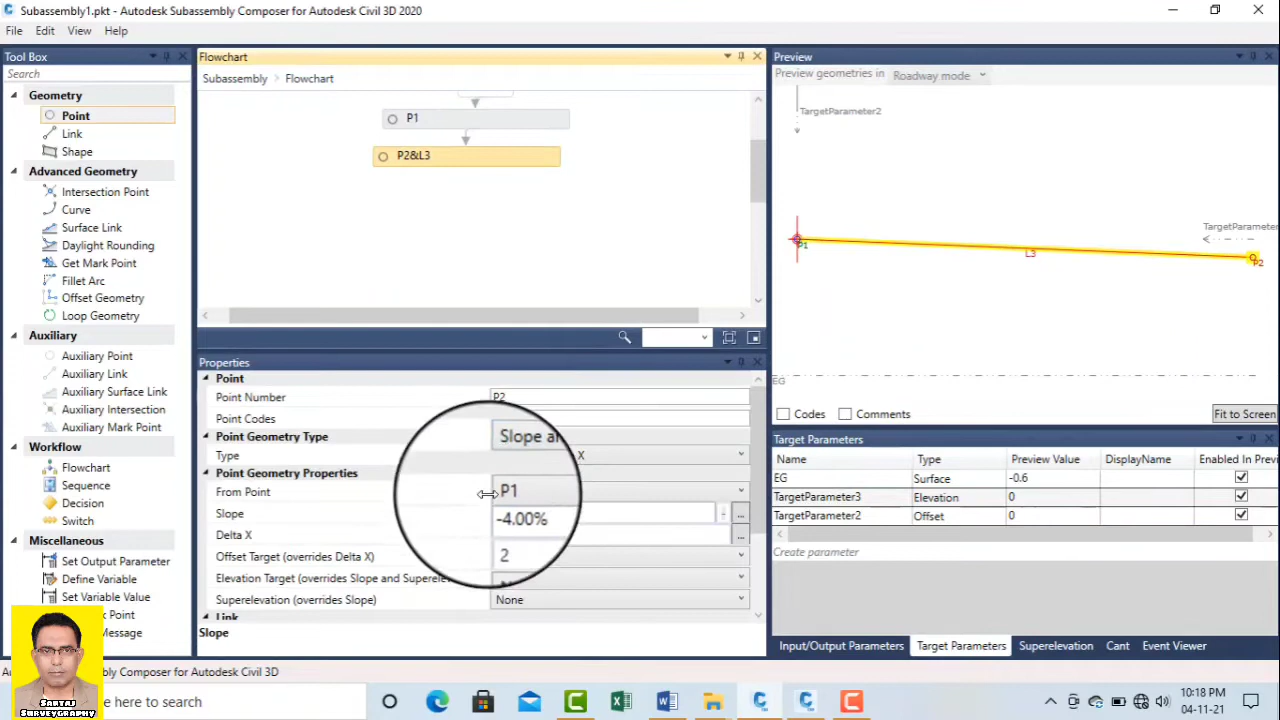 Subassembly1.pkt - Autodesk Subassembly Composer for Autodesk Civil 3D 2020
File Edit View Help
Tool Box
Search
Geometry
Point
Link
Shape
Advanced Geometry
Intersection Point
Curve
Surface Link
Daylight Rounding
Get Mark Point
Fillet Arc
Offset Geometry
Loop Geometry
Auxiliary
Auxiliary Point
Auxiliary Link
Auxiliary Surface Link
Auxiliary Intersection
Auxiliary Mark Point
Workflow
Flowchart
Sequence
Decision
Switch
Miscellaneous
Set Output Parameter
Define Variable
Set Variable Value
Point
Message
SARTAJ
SURVEYGRAPHY
Flowchart
Subassembly > Flowchart
P1
P2&L3
Properties
Point
Point Number P2
Point Codes
Point Geometry Type Slope
Type X
Point Geometry Properties
From Point P1
Slope -4.00%
Delta X 2
Offset Target (overrides Delta X)
Elevation Target (overrides Slope and Superele
Superelevation (overrides Slope) None
Link
Slope
Preview
Preview geometries in Roadway mode
TargetParameter2
TargetParameter
P1
L3
P2
EG
Codes Comments Fit to Screen
Target Parameters
Name Type Preview Value DisplayName Enabled In Previ
EG Surface -0.6
TargetParameter3 Elevation 0
TargetParameter2 Offset 0
Create parameter
Input/Output Parameters Target Parameters Superelevation Cant Event Viewer
Subassembly Composer for Autodesk Civil 3D
here to search
10:18 PM
04-11-21